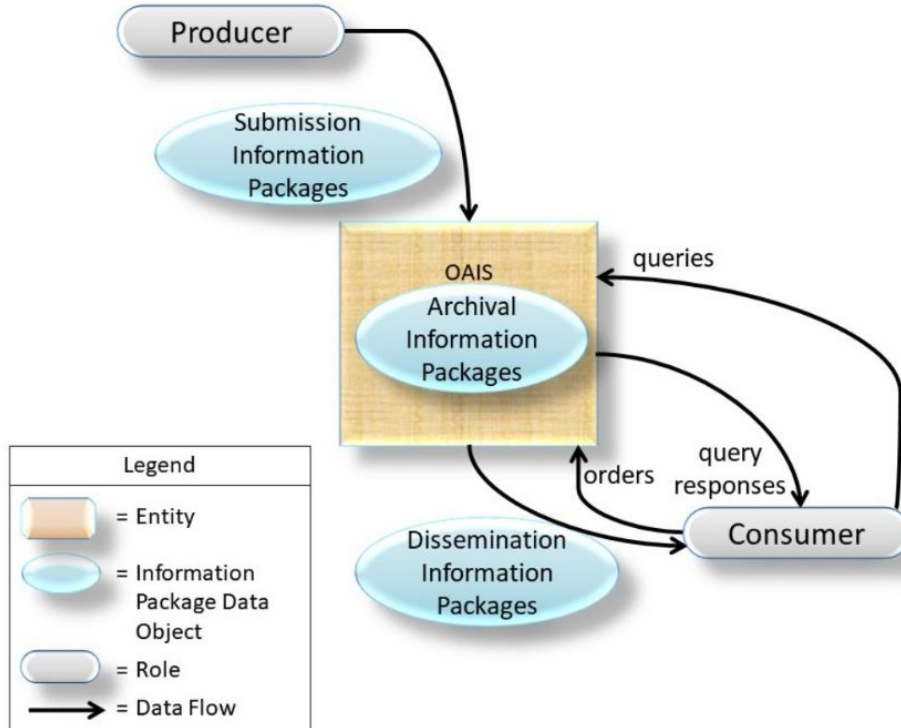 Producer
Submission
Information
Packages
OAIS
Archival
Information
Packages
queries
query
responses
orders
Consumer
Dissemination
Information
Packages
Legend
= Entity
= Information
Package Data
Object
= Role
= Data Flow